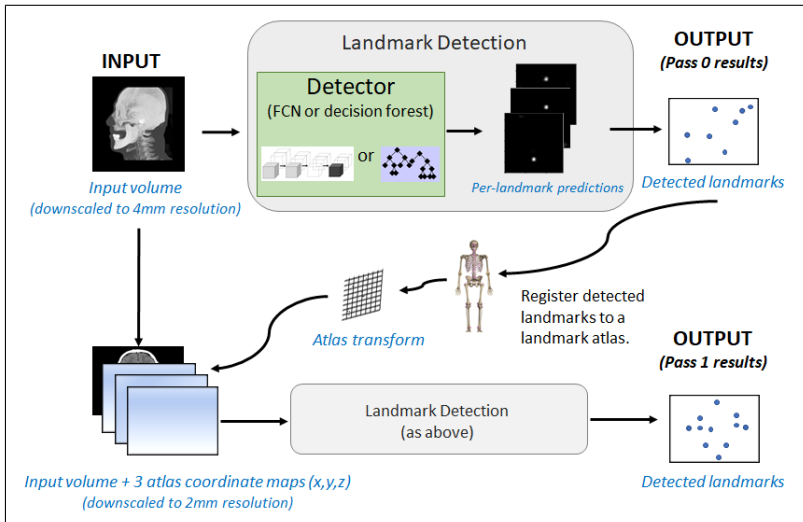 INPUT
Input volume
(downscaled to 4mm resolution)
Landmark Detection
Detector
(FCN or decision forest)
or
Per-landmark predictions
OUTPUT
(Pass 0 results)
Detected landmarks
Register detected
landmarks to a
landmark atlas.
Atlas transform
Input volume + 3 atlas coordinate maps (x,y,z)
(downscaled to 2mm resolution)
Landmark Detection
(as above)
OUTPUT
(Pass 1 results)
Detected landmarks